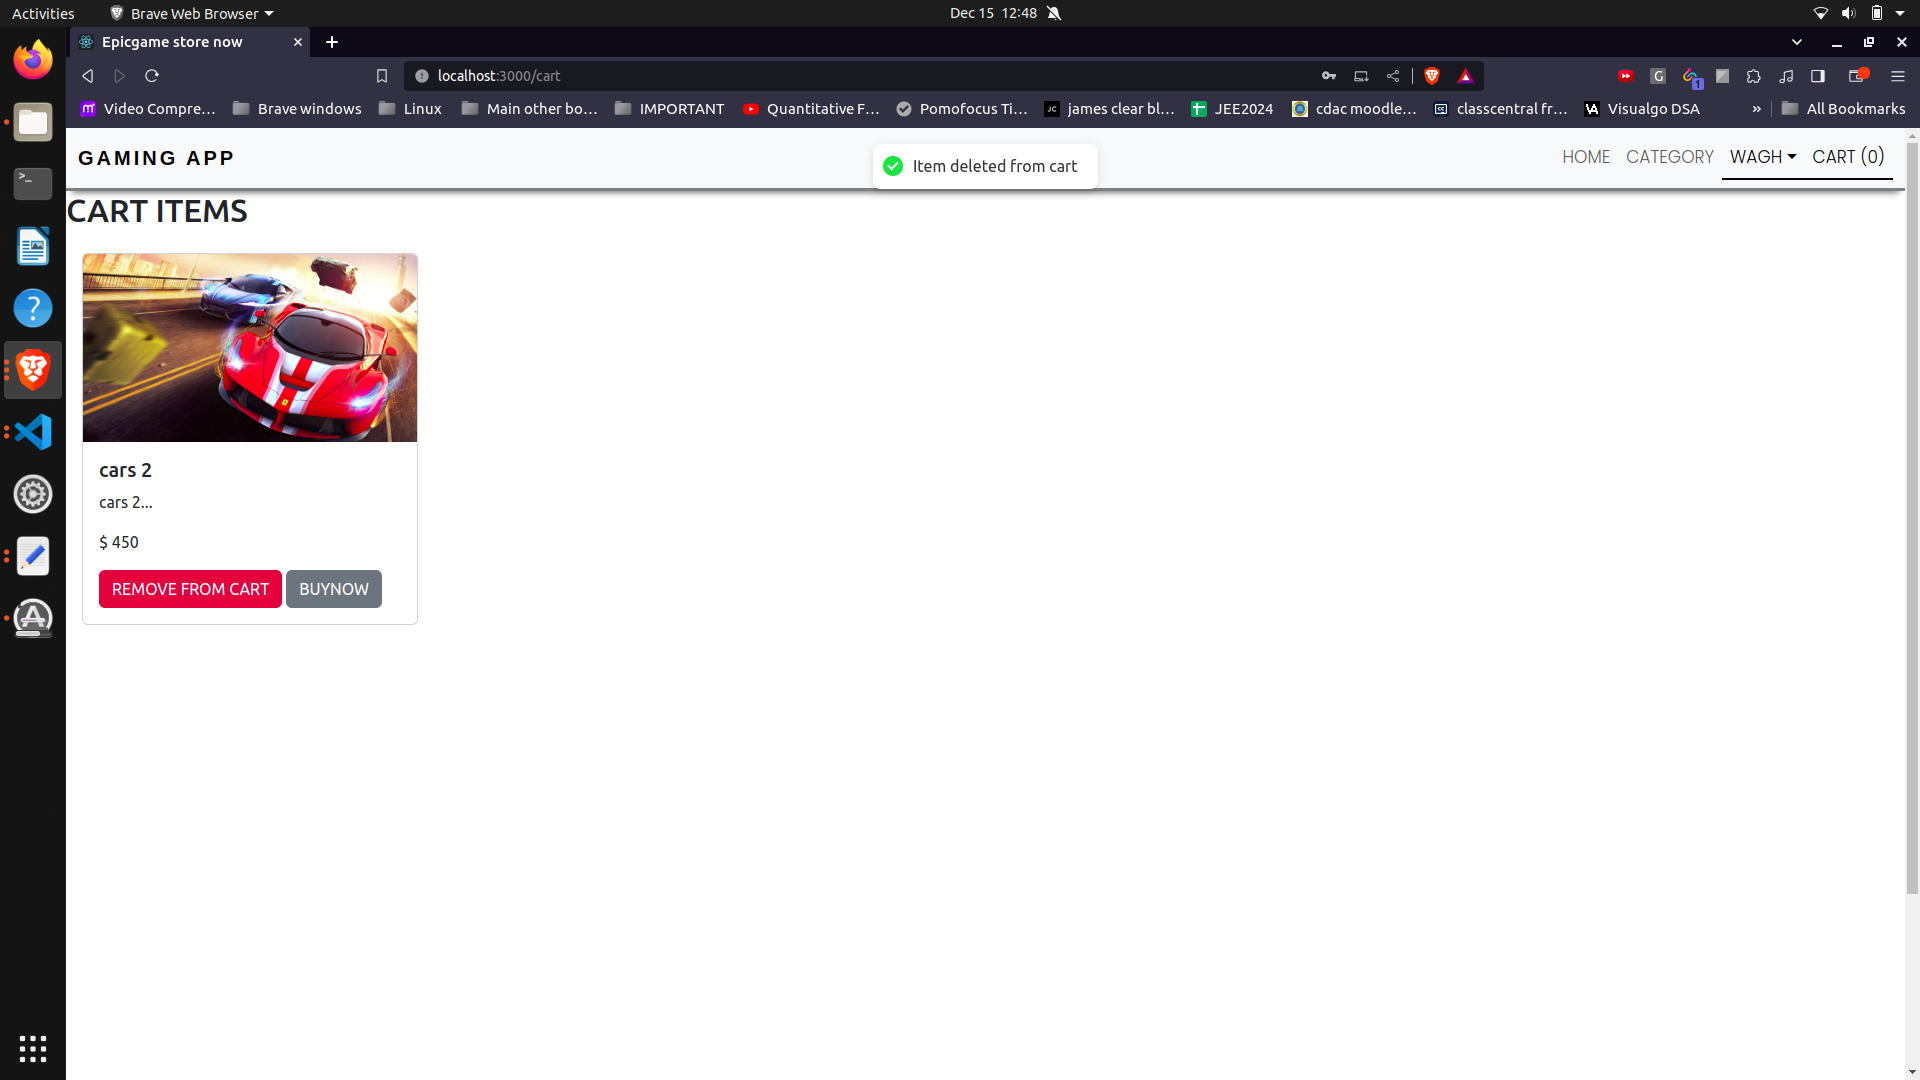 Activities
Brave Web Browser
Dec 15 12:48
Epicgame store now
localhost:3000/cart
Video Compre...
Brave windows
Linux
Main other bo...
IMPORTANT
Quantitative F...
Pomofocus Ti...
james clear bl...
JEE2024
cdac moodle...
classcentral fr...
Visualgo DSA
»
All Bookmarks
GAMING APP
Item deleted from cart
HOME
CATEGORY
WAGH
CART (0)
CART ITEMS
cars 2
cars 2...
$ 450
REMOVE FROM CART
BUYNOW